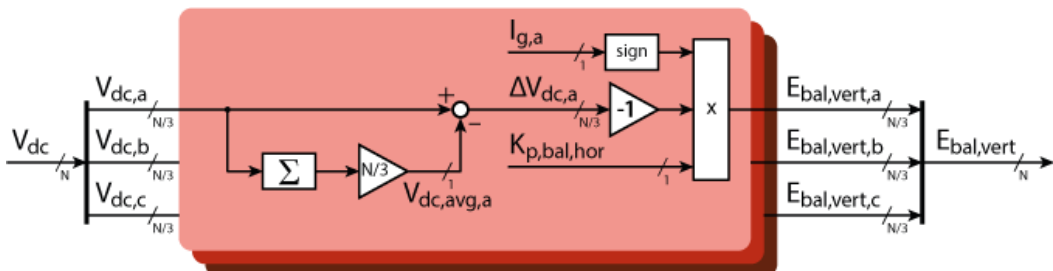 I_g,a
1
sign
V_dc,a
N/3
+
−
ΔV_dc,a
N/3
-1
x
E_bal,vert,a
N/3
V_dc
N
V_dc,b
N/3
Σ
N/3
V_dc,avg,a
1
K_p,bal,hor
1
E_bal,vert,b
N/3
E_bal,vert
N
V_dc,c
N/3
E_bal,vert,c
N/3